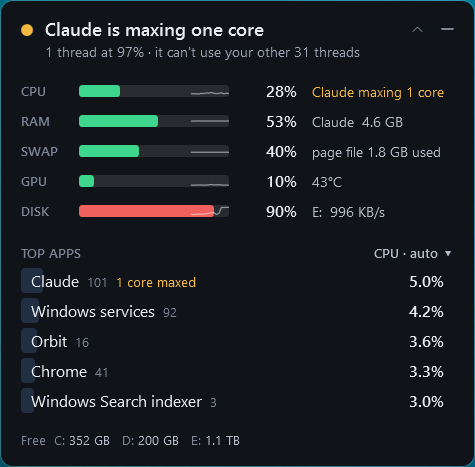 Claude is maxing one core
1 thread at 97% · it can't use your other 31 threads
CPU 28% Claude maxing 1 core
RAM 53% Claude 4.6 GB
SWAP 40% page file 1.8 GB used
GPU 10% 43°C
DISK 90% E: 996 KB/s
TOP APPS CPU · auto ▼
Claude 101 1 core maxed 5.0%
Windows services 92 4.2%
Orbit 16 3.6%
Chrome 41 3.3%
Windows Search indexer 3 3.0%
Free C: 352 GB D: 200 GB E: 1.1 TB